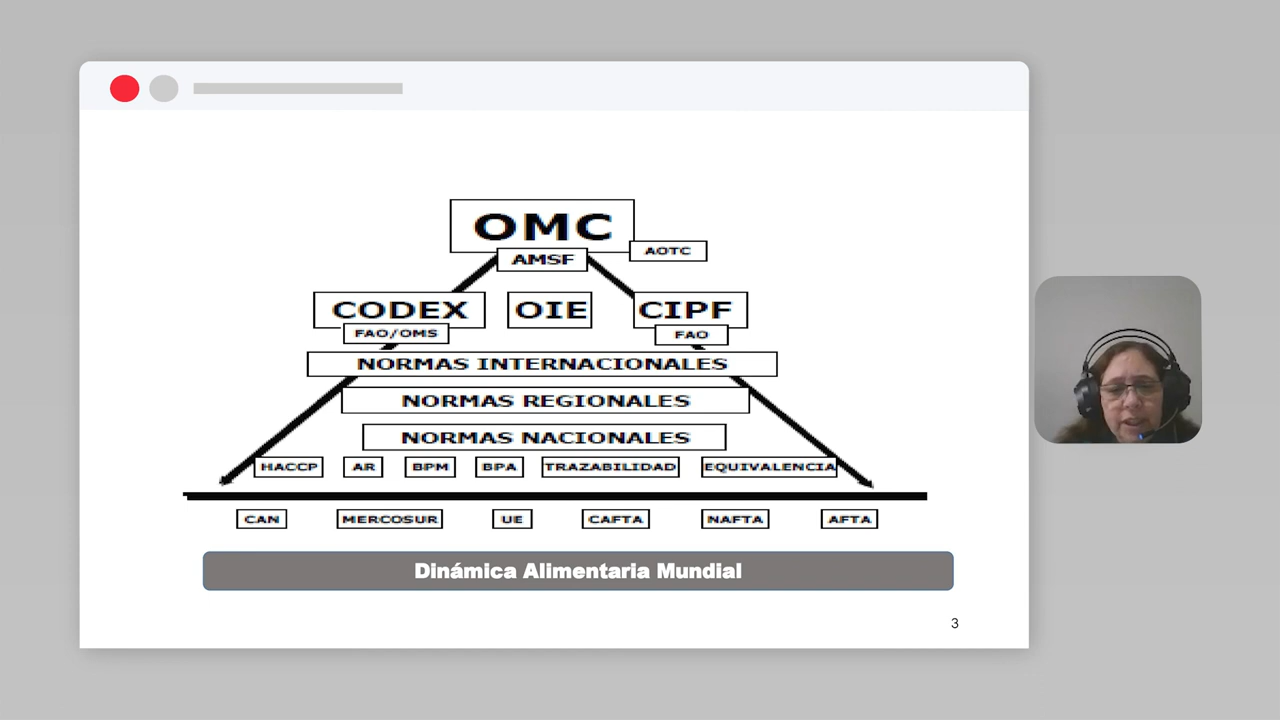 OMC
AOTC
AMSF
CODEX OIE CIPF
FAO/OMS FAO
NORMAS INTERNACIONALES
NORMAS REGIONALES
NORMAS NACIONALES
HACCP AR BPM BPA TRAZABILIDAD EQUIVALENCIA
CAN MERCOSUR UE CAFTA NAFTA AFTA
Dinámica Alimentaria Mundial
3